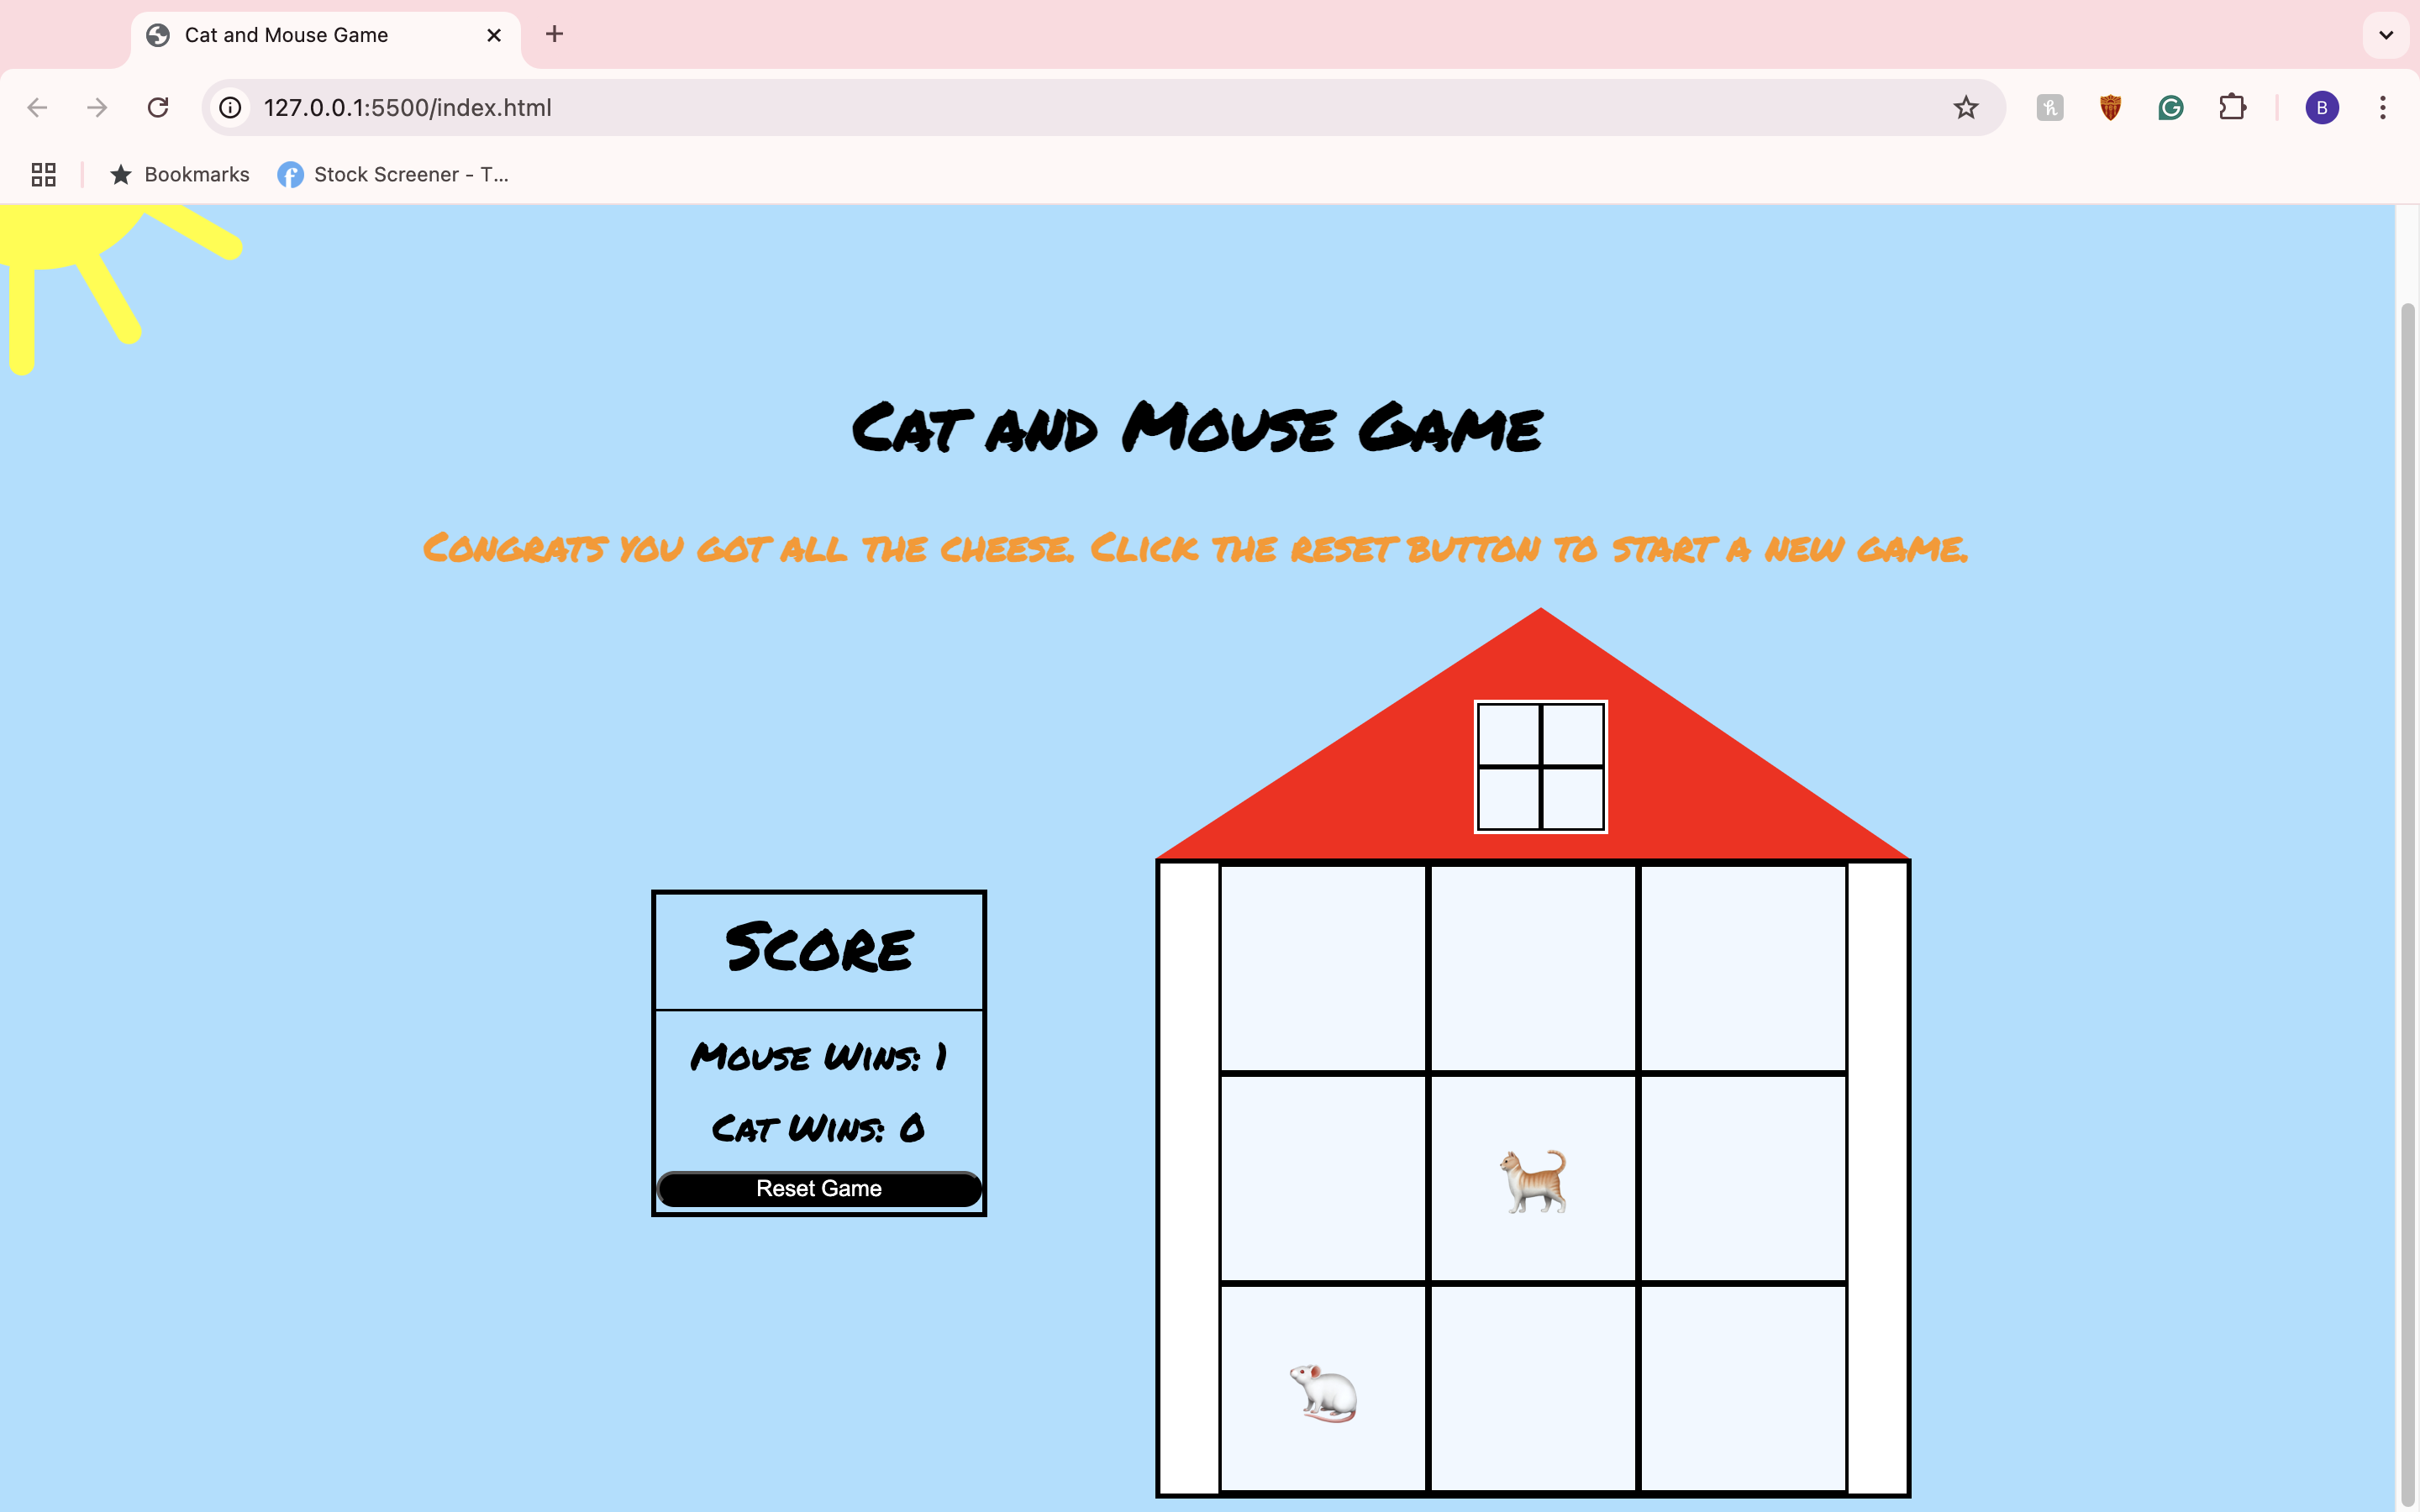 Cat and Mouse Game
127.0.0.1:5500/index.html
B
Bookmarks
Stock Screener - T...
Cat and Mouse Game
Congrats you got all the cheese. Click the reset button to start a new game.
Score
Mouse Wins: 1
Cat Wins: 0
Reset Game